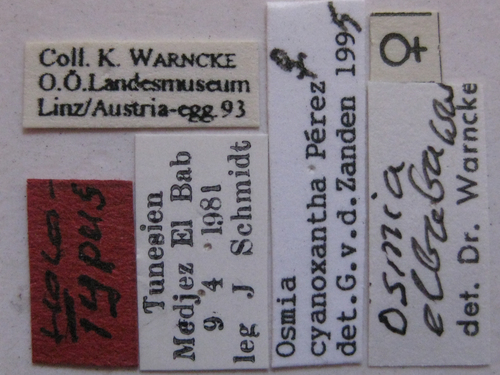 Coll. K. WARNCKE
O.Ö.Landesmuseum
Linz/Austria-egg.93
Holo-
typus
Tunesien
Medjez El Bab
9 4 1981
leg J Schmidt
♀
Osmia
cyanoxantha Pérez
det.G.v.d.Zanden 1995
♀
Osmia
det. Dr. Warncke